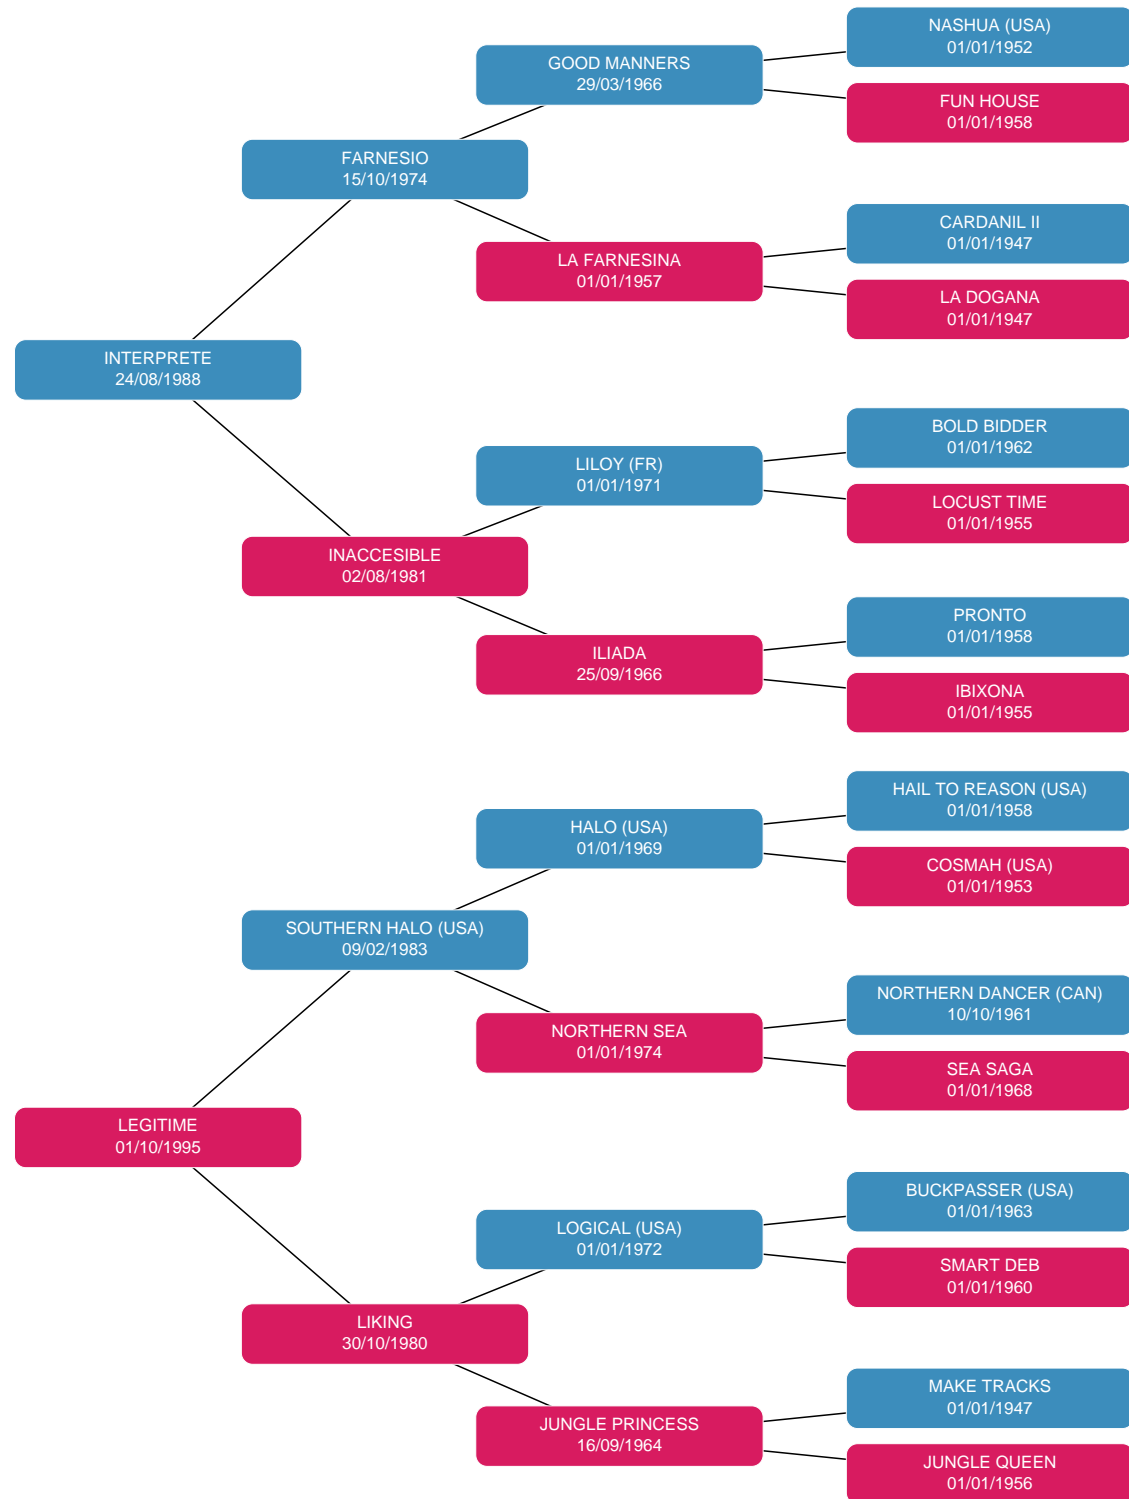 NASHUA (USA)
01/01/1952
GOOD MANNERS
29/03/1966
FUN HOUSE
01/01/1958
FARNESIO
15/10/1974
CARDANIL II
01/01/1947
LA FARNESINA
01/01/1957
LA DOGANA
01/01/1947
INTERPRETE
24/08/1988
BOLD BIDDER
01/01/1962
LILOY (FR)
01/01/1971
LOCUST TIME
01/01/1955
INACCESIBLE
02/08/1981
PRONTO
01/01/1958
ILIADA
25/09/1966
IBIXONA
01/01/1955
HAIL TO REASON (USA)
01/01/1958
HALO (USA)
01/01/1969
COSMAH (USA)
01/01/1953
SOUTHERN HALO (USA)
09/02/1983
NORTHERN DANCER (CAN)
10/10/1961
NORTHERN SEA
01/01/1974
SEA SAGA
01/01/1968
LEGITIME
01/10/1995
BUCKPASSER (USA)
01/01/1963
LOGICAL (USA)
01/01/1972
SMART DEB
01/01/1960
LIKING
30/10/1980
MAKE TRACKS
01/01/1947
JUNGLE PRINCESS
16/09/1964
JUNGLE QUEEN
01/01/1956